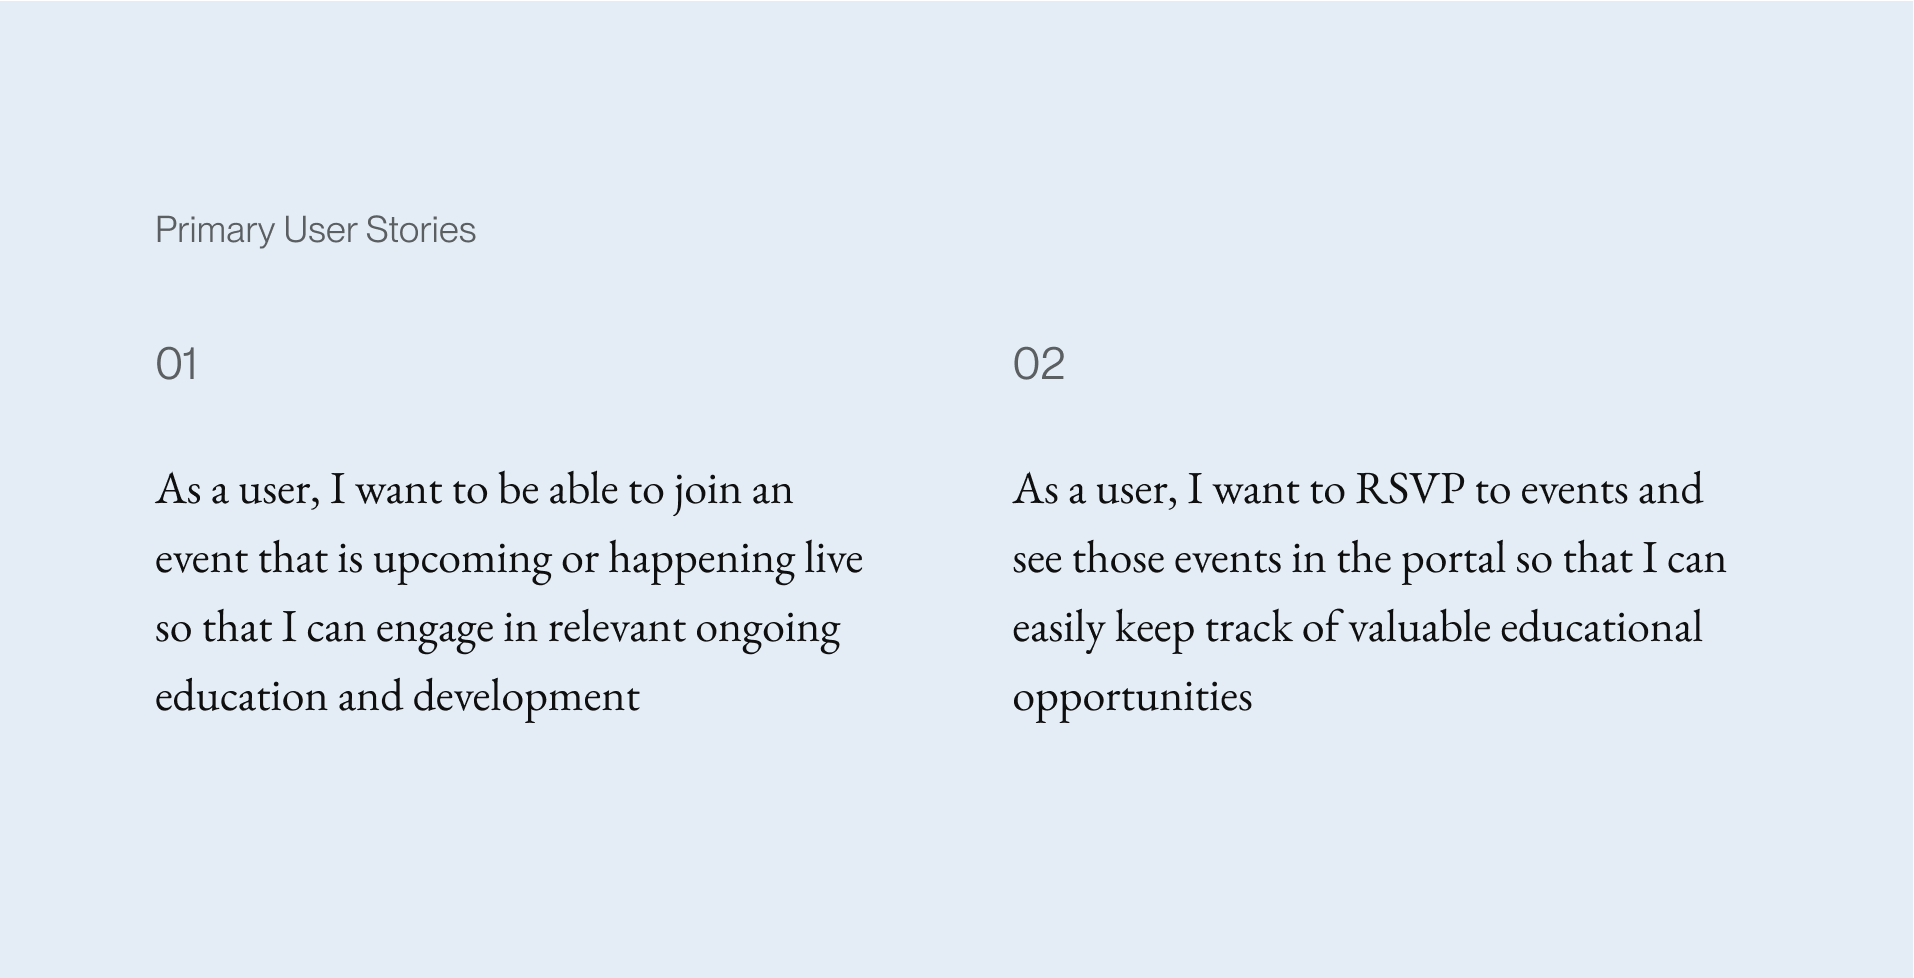 Primary User Stories
01
As a user, I want to be able to join an
event that is upcoming or happening live
so that I can engage in relevant ongoing
education and development
02
As a user, I want to RSVP to events and
see those events in the portal so that I can
easily keep track of valuable educational
opportunities